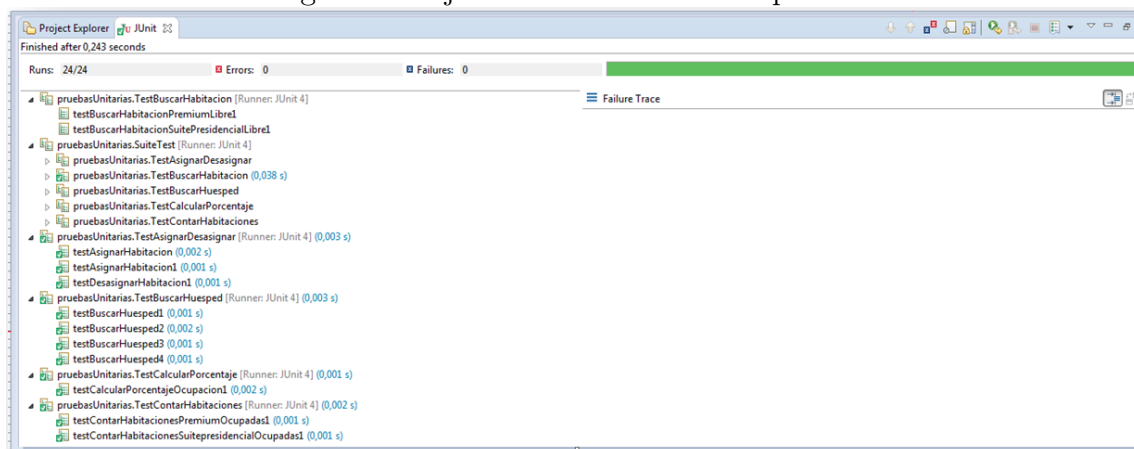 Project Explorer JUnit
Finished after 0,243 seconds
Runs: 24/24 Errors: 0 Failures: 0
Failure Trace
pruebasUnitarias.TestBuscarHabitacion [Runner: JUnit 4]
testBuscarHabitacionPremiumLibre1
testBuscarHabitacionSuitePresidencialLibre1
pruebasUnitarias.SuiteTest [Runner: JUnit 4]
pruebasUnitarias.TestAsignarDesasignar
pruebasUnitarias.TestBuscarHabitacion (0,038 s)
pruebasUnitarias.TestBuscarHuesped
pruebasUnitarias.TestCalcularPorcentaje
pruebasUnitarias.TestContarHabitaciones
pruebasUnitarias.TestAsignarDesasignar [Runner: JUnit 4] (0,003 s)
testAsignarHabitacion (0,002 s)
testAsignarHabitacion1 (0,001 s)
testDesasignarHabitacion1 (0,001 s)
pruebasUnitarias.TestBuscarHuesped [Runner: JUnit 4] (0,003 s)
testBuscarHuesped1 (0,001 s)
testBuscarHuesped2 (0,002 s)
testBuscarHuesped3 (0,001 s)
testBuscarHuesped4 (0,001 s)
pruebasUnitarias.TestCalcularPorcentaje [Runner: JUnit 4] (0,001 s)
testCalcularPorcentajeOcupacion1 (0,002 s)
pruebasUnitarias.TestContarHabitaciones [Runner: JUnit 4] (0,002 s)
testContarHabitacionesPremiumOcupadas1 (0,001 s)
testContarHabitacionesSuitepresidencialOcupadas1 (0,001 s)